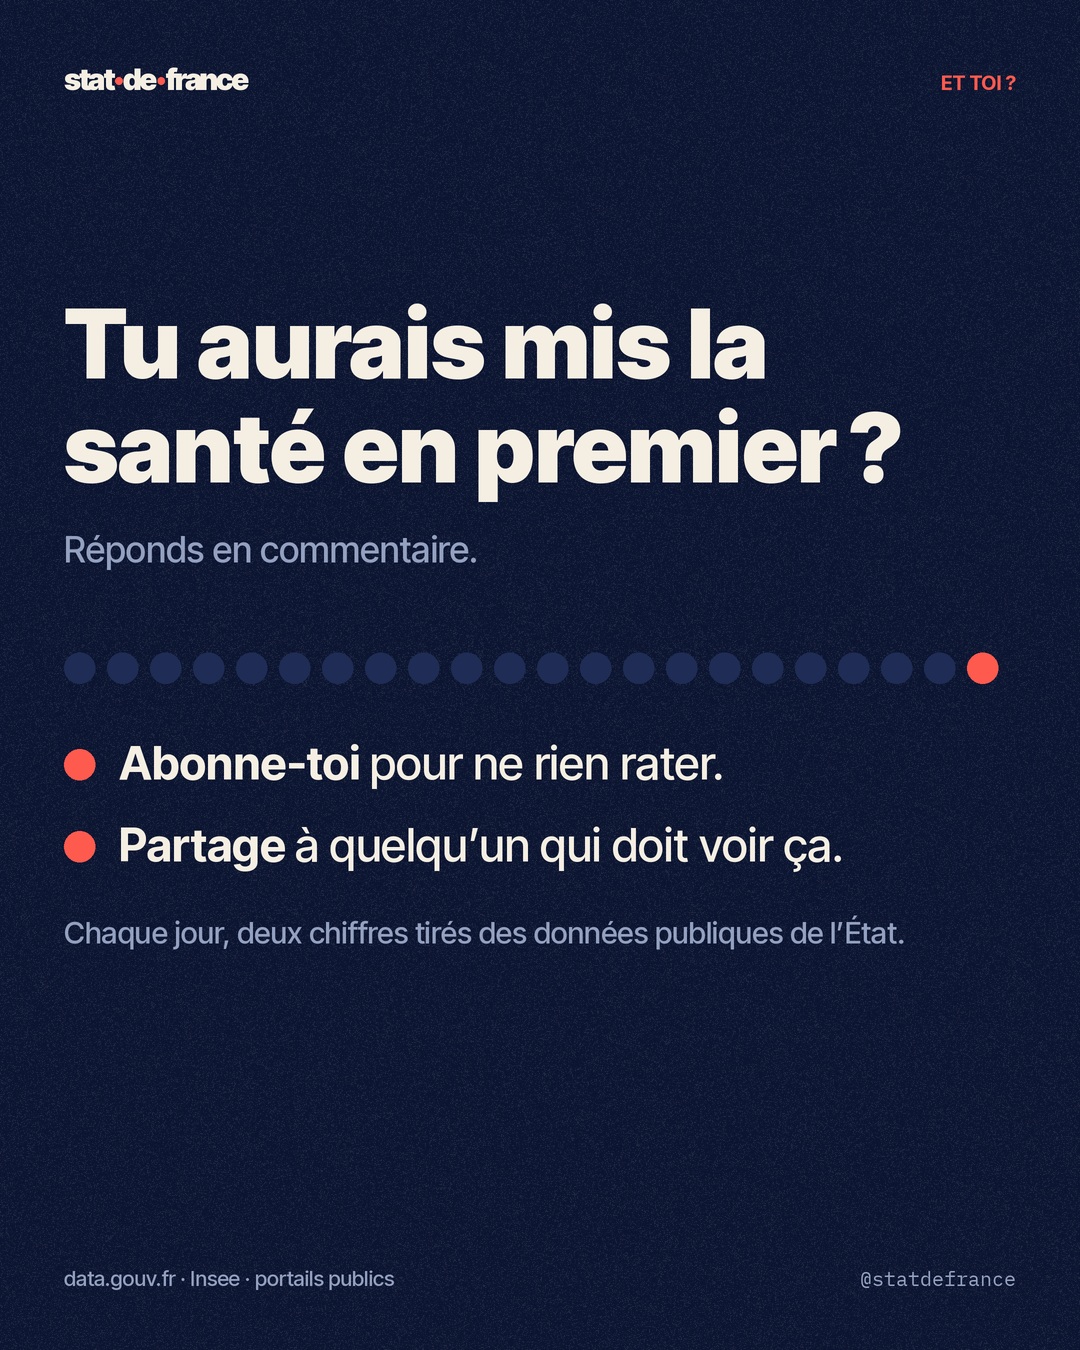 stat•de•france
ET TOI ?
Tu aurais mis la
santé en premier ?
Réponds en commentaire.
Abonne-toi pour ne rien rater.
Partage à quelqu’un qui doit voir ça.
Chaque jour, deux chiffres tirés des données publiques de l’État.
data.gouv.fr · Insee · portails publics
@statdefrance